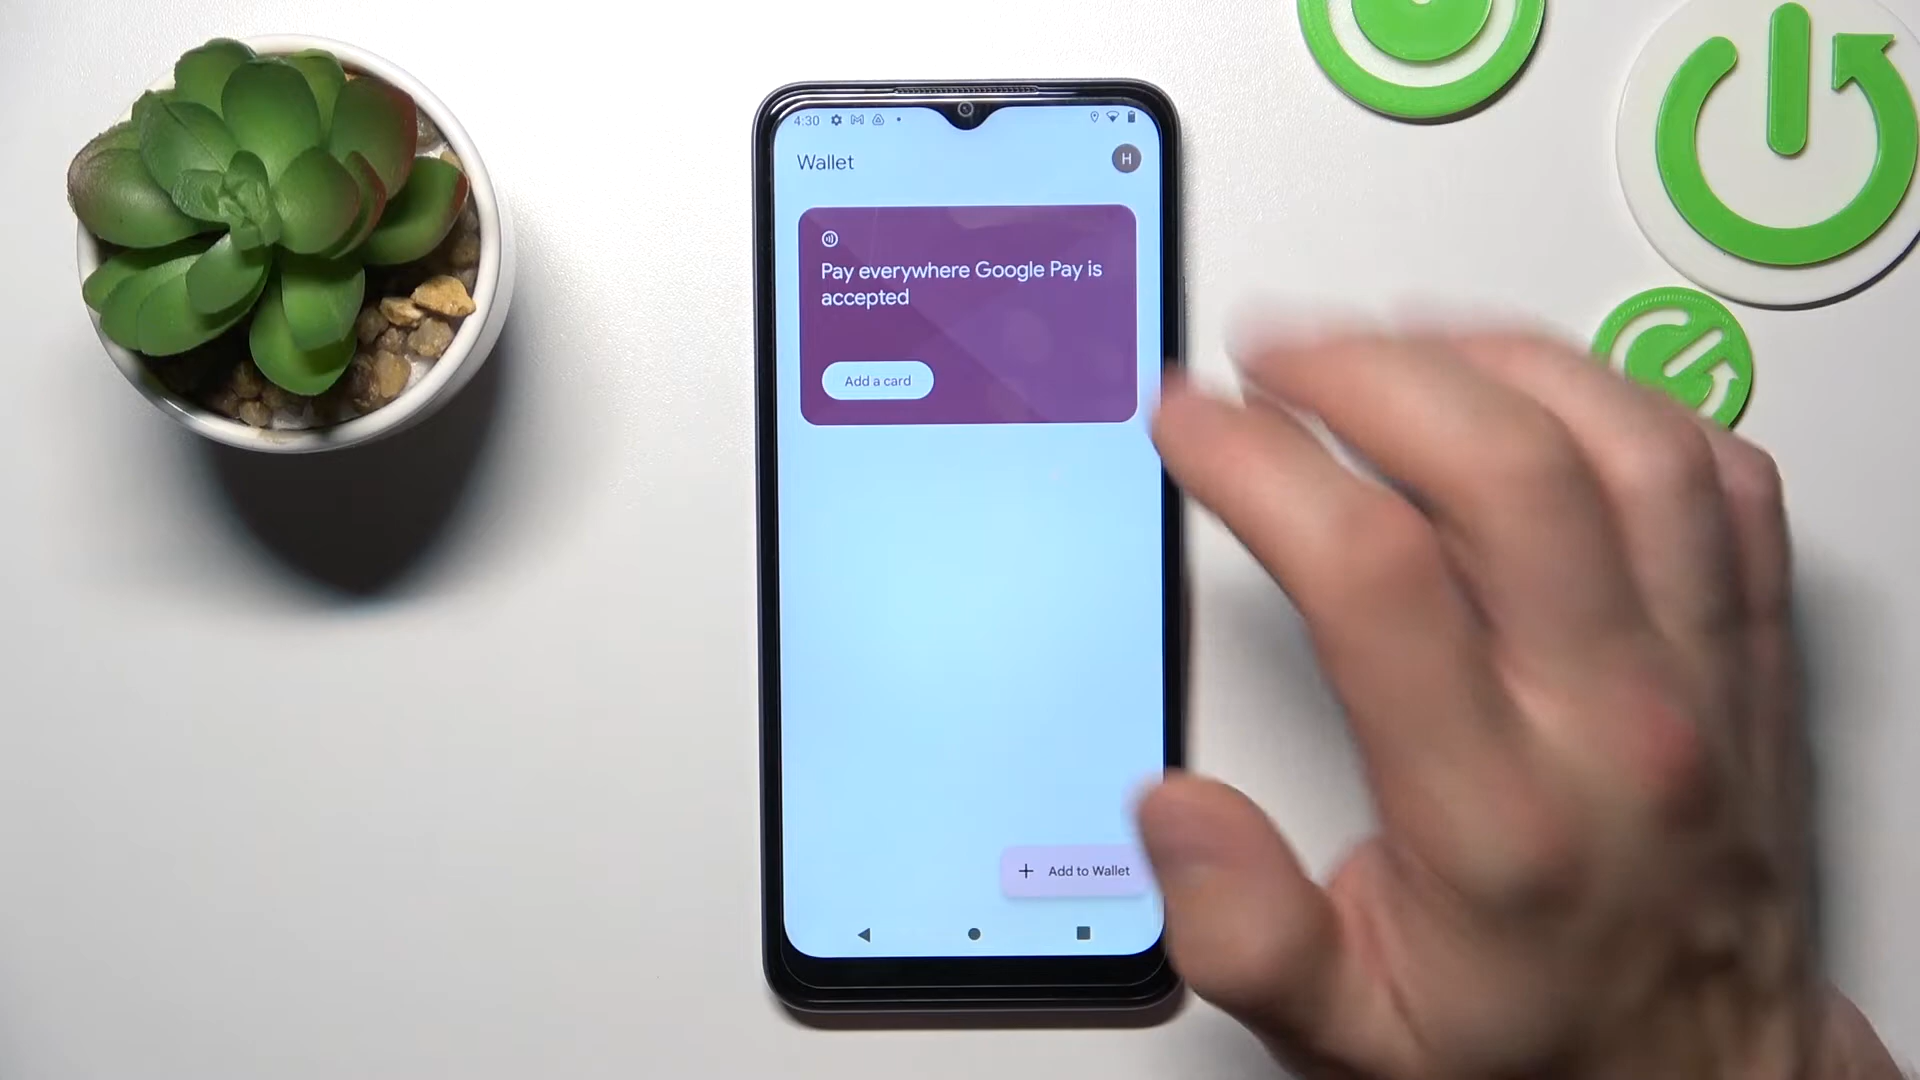 4:30
Wallet
H
Pay everywhere Google Pay is
accepted
Add a card
+ Add to Wallet